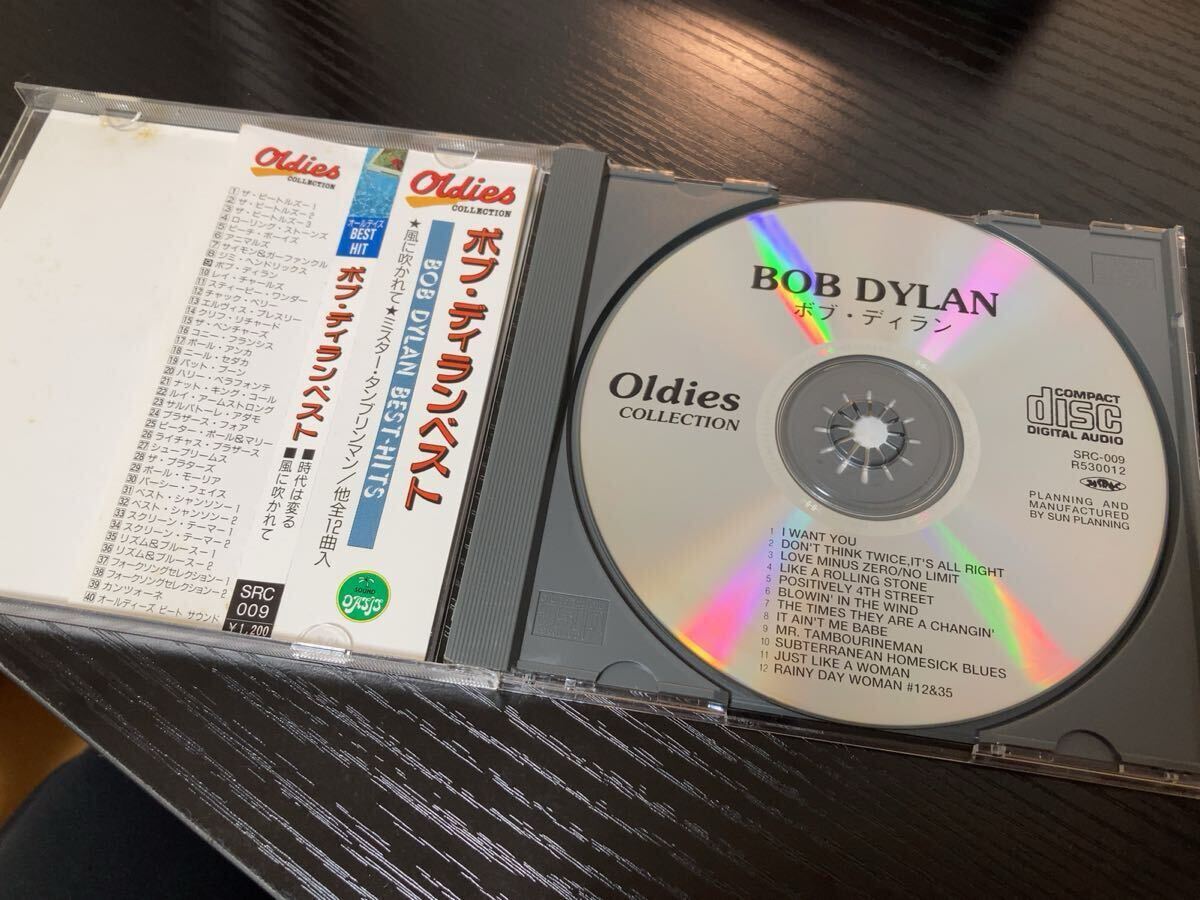 Oldies
COLLECTION
1 ザ・ビートルズー1
2 ザ・ビートルズー2
3 ザ・ビートルズー3
4 ローリング・ストーンズ
5 ビーチ・ボーイズ
6 アニマルズ
7 サイモン&ガーファンクル
8 ジミ・ヘンドリックス
9 ボブ・ディラン
10 レイ・チャールズ
11 スティービー・ワンダー
12 チャック・ベリー
13 エルヴィス・プレスリー
14 クリフ・リチャード
15 ザ・ベンチャーズ
16 コニー・フランシス
17 ポール・アンカ
18 ニール・セダカ
19 パット・ブーン
20 ハリー・ベラフォンテ
21 ナット・キング・コール
22 ルイ・アームストロング
23 サルバトーレ・アダモ
24 ブラザース・フォア
25 ピーター・ポール&マリー
26 ライチャス・ブラザース
27 シュープリームス
28 ザ・プラターズ
29 ポール・モーリア
30 パーシー・フェイス
31 ベスト・シャンソンー1
32 ベスト・シャンソンー2
33 スクリーン・テーマー1
34 スクリーン・テーマー2
35 リズム&ブルースー1
36 リズム&ブルースー2
37 フォークソングセレクションー1
38 フォークソングセレクションー2
39 カンツォーネ
40 オールディーズ ビート サウンド
オールディズ
BEST
HIT
ボブ・ディランベスト
■時代は変る
■風に吹かれて
SRC
009
¥1,200
Oldies
COLLECTION
ボブ・ディランベスト
BOB DYLAN BEST-HITS
★風に吹かれて★ミスター・タンブリンマン/他全12曲入
SOUND
OASIS
BOB DYLAN
ボブ・ディラン
Oldies
COLLECTION
COMPACT
disc
DIGITAL AUDIO
SRC-009
R530012
PLANNING AND
MANUFACTURED
BY SUN PLANNING
1 I WANT YOU
2 DON'T THINK TWICE,IT'S ALL RIGHT
3 LOVE MINUS ZERO/NO LIMIT
4 LIKE A ROLLING STONE
5 POSITIVELY 4TH STREET
6 BLOWIN' IN THE WIND
7 THE TIMES THEY ARE A CHANGIN'
8 IT AIN'T ME BABE
9 MR. TAMBOURINEMAN
10 SUBTERRANEAN HOMESICK BLUES
11 JUST LIKE A WOMAN
12 RAINY DAY WOMAN #12&35